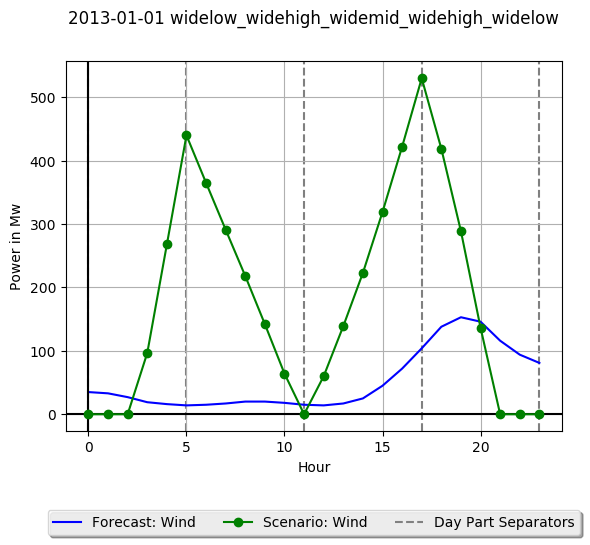 2013-01-01 widelow_widehigh_widemid_widehigh_widelow
Power in Mw
500
400
300
200
100
0
0 5 10 15 20
Hour
Forecast: Wind Scenario: Wind Day Part Separators